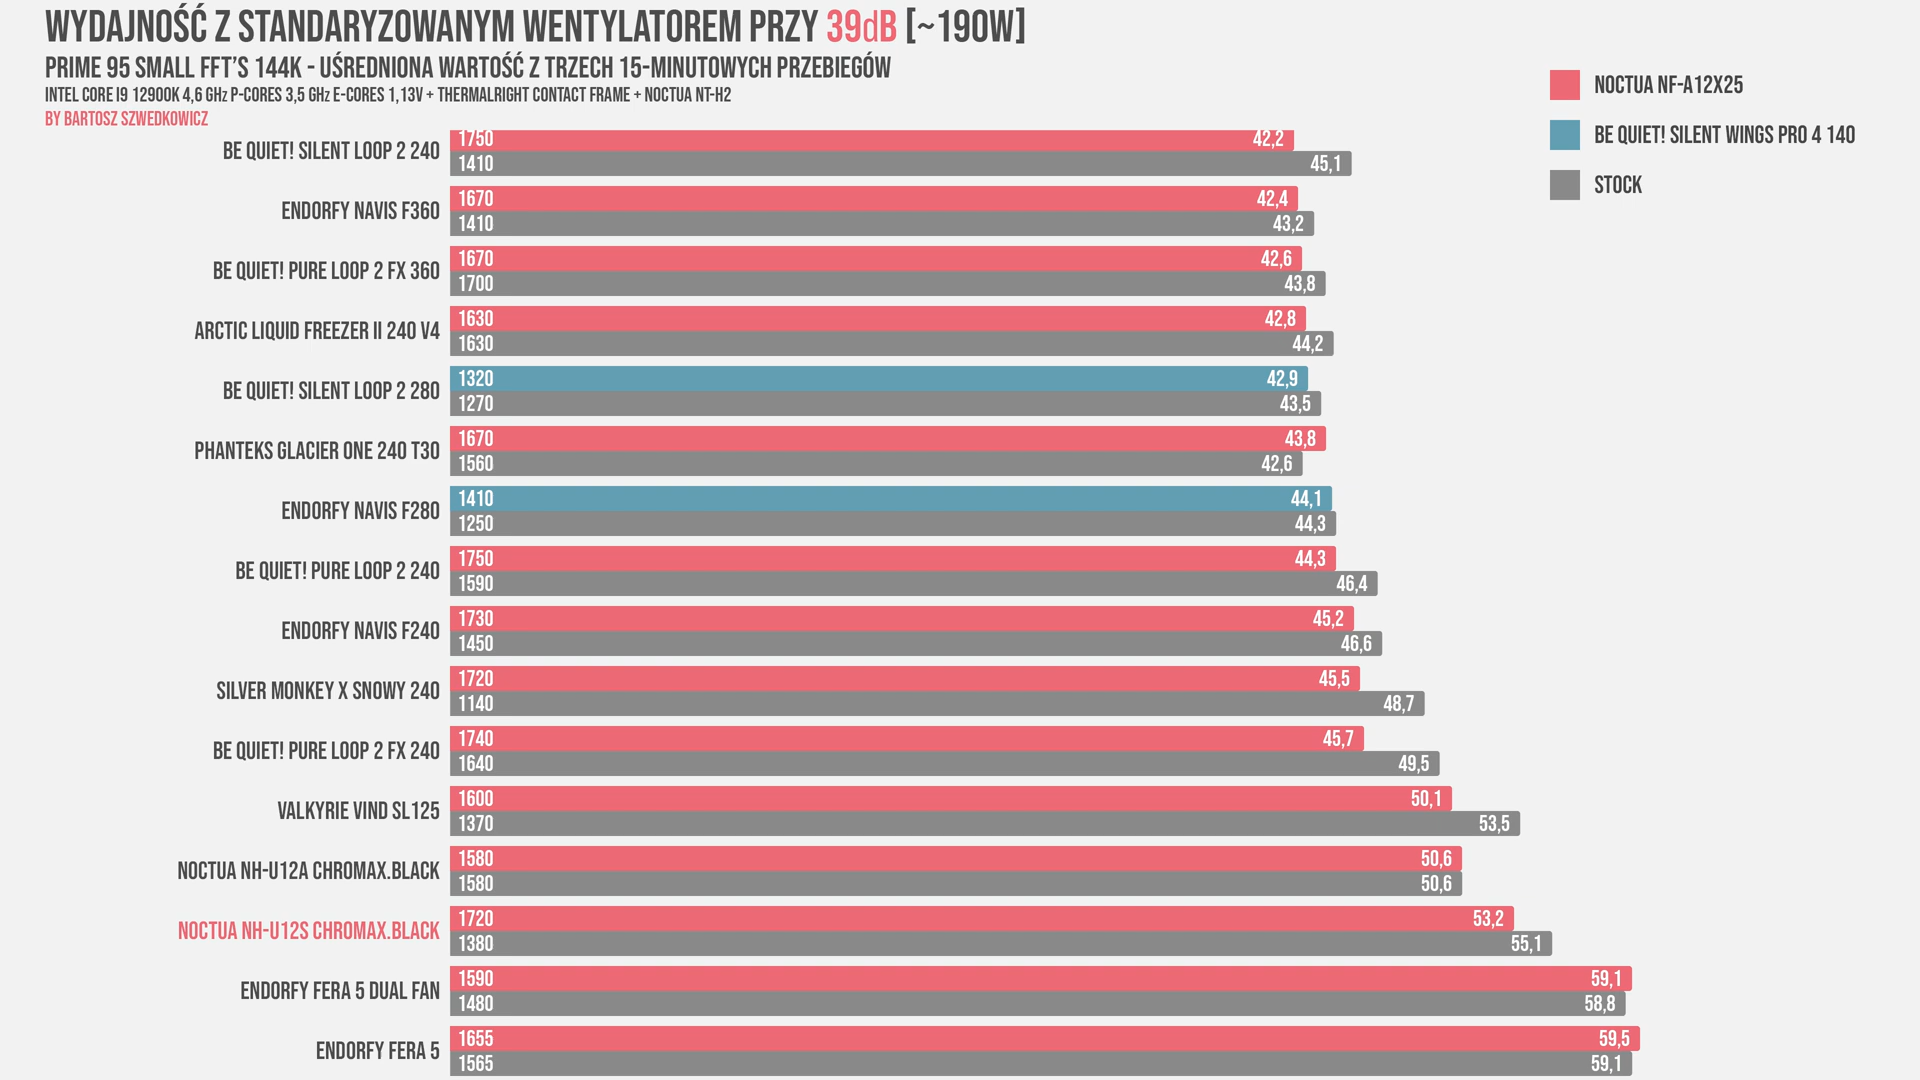 WYDAJNOŚĆ Z STANDARYZOWANYM WENTYLATOREM PRZY 39dB [~190W]
PRIME 95 SMALL FFT'S 144K - UŚREDNIONA WARTOŚĆ Z TRZECH 15-MINUTOWYCH PRZEBIEGÓW
INTEL CORE I9 12900K 4,6 GHz P-CORES 3,5 GHz E-CORES 1,13V + THERMALRIGHT CONTACT FRAME + NOCTUA NT-H2
BY BARTOSZ SZWEDKOWICZ
NOCTUA NF-A12X25
BE QUIET! SILENT WINGS PRO 4 140
STOCK
BE QUIET! SILENT LOOP 2 240
1750 42,2
1410 45,1
ENDORFY NAVIS F360
1670 42,4
1410 43,2
BE QUIET! PURE LOOP 2 FX 360
1670 42,6
1700 43,8
ARCTIC LIQUID FREEZER II 240 V4
1630 42,8
1630 44,2
BE QUIET! SILENT LOOP 2 280
1320 42,9
1270 43,5
PHANTEKS GLACIER ONE 240 T30
1670 43,8
1560 42,6
ENDORFY NAVIS F280
1410 44,1
1250 44,3
BE QUIET! PURE LOOP 2 240
1750 44,3
1590 46,4
ENDORFY NAVIS F240
1730 45,2
1450 46,6
SILVER MONKEY X SNOWY 240
1720 45,5
1140 48,7
BE QUIET! PURE LOOP 2 FX 240
1740 45,7
1640 49,5
VALKYRIE VIND SL125
1600 50,1
1370 53,5
NOCTUA NH-U12A CHROMAX.BLACK
1580 50,6
1580 50,6
NOCTUA NH-U12S CHROMAX.BLACK
1720 53,2
1380 55,1
ENDORFY FERA 5 DUAL FAN
1590 59,1
1480 58,8
ENDORFY FERA 5
1655 59,5
1565 59,1